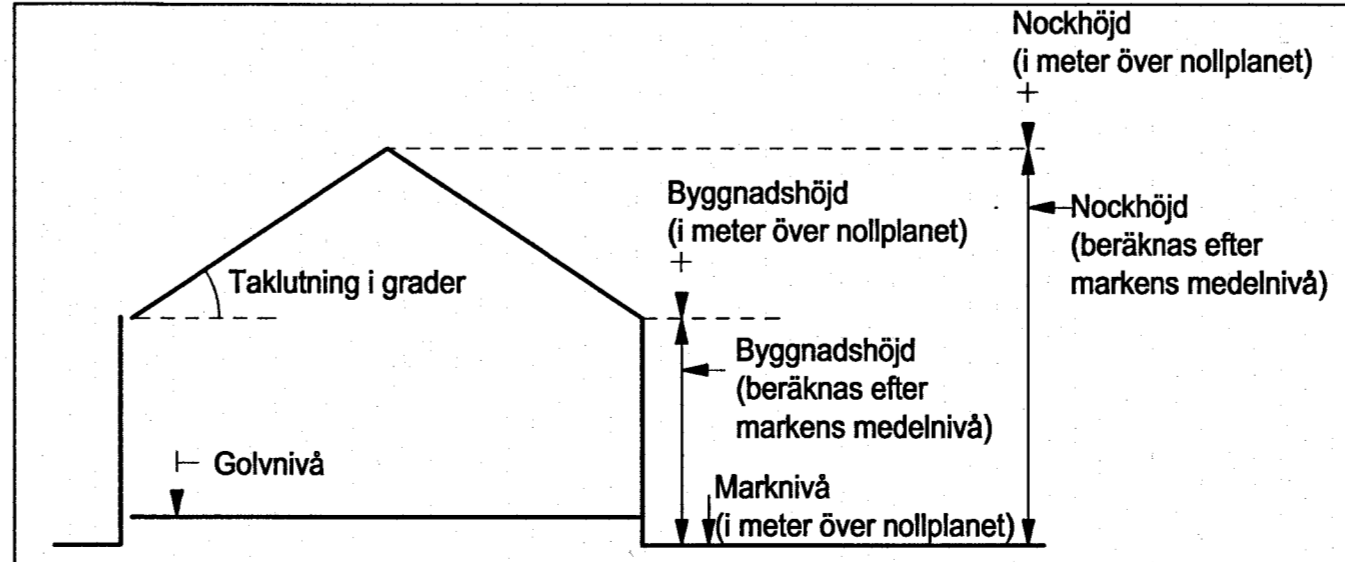 Nockhöjd
(i meter över nollplanet)
Byggnadshöjd
(i meter över nollplanet)
Nockhöjd
(beräknas efter
markens medelnivå)
Taklutning i grader
Byggnadshöjd
(beräknas efter
markens medelnivå)
Golvnivå
Marknivå
(i meter över nollplanet)